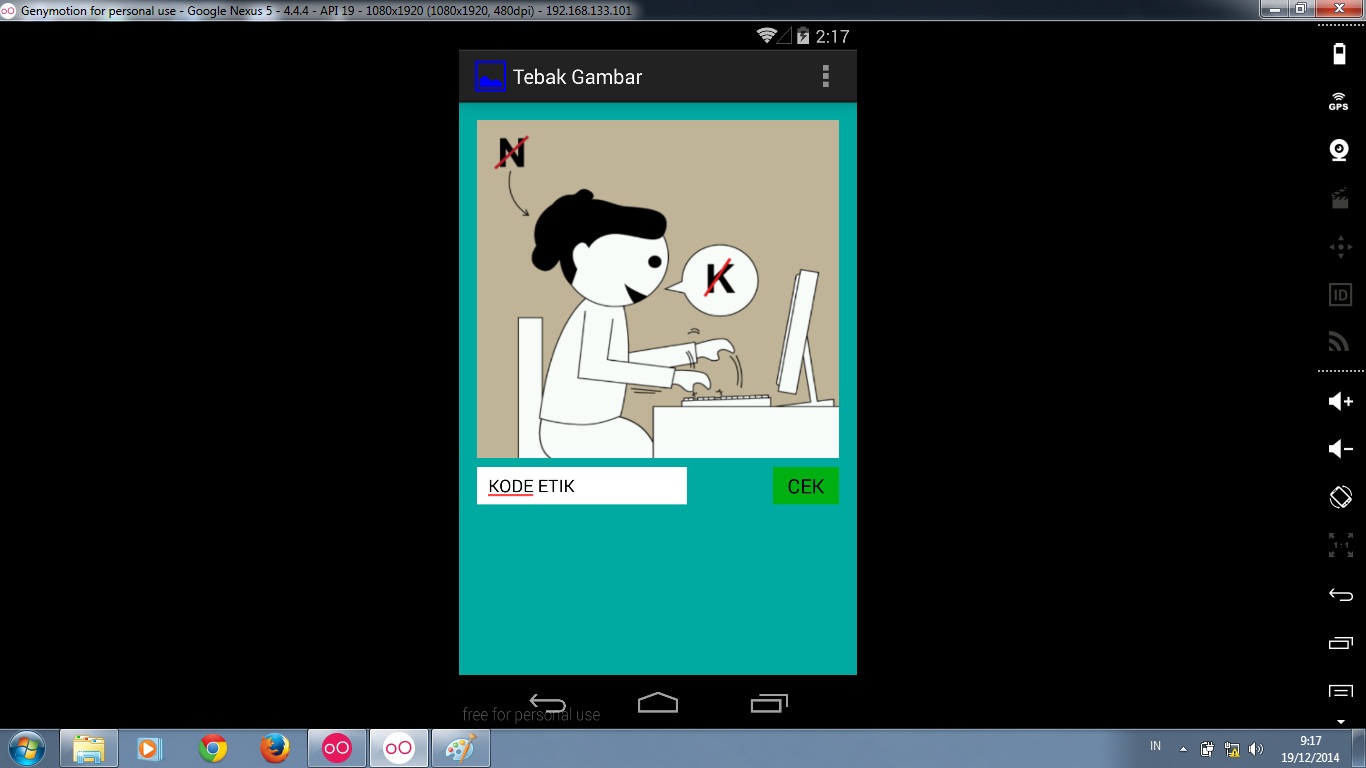 Genymotion for personal use - Google Nexus 5 - 4.4.4 - API 19 - 1080x1920 (1080x1920, 480dpi) - 192.168.133.101
2:17
Tebak Gambar
GPS
N
K
ID
1:1
KODE ETIK
CEK
free for personal use
IN
9:17
19/12/2014